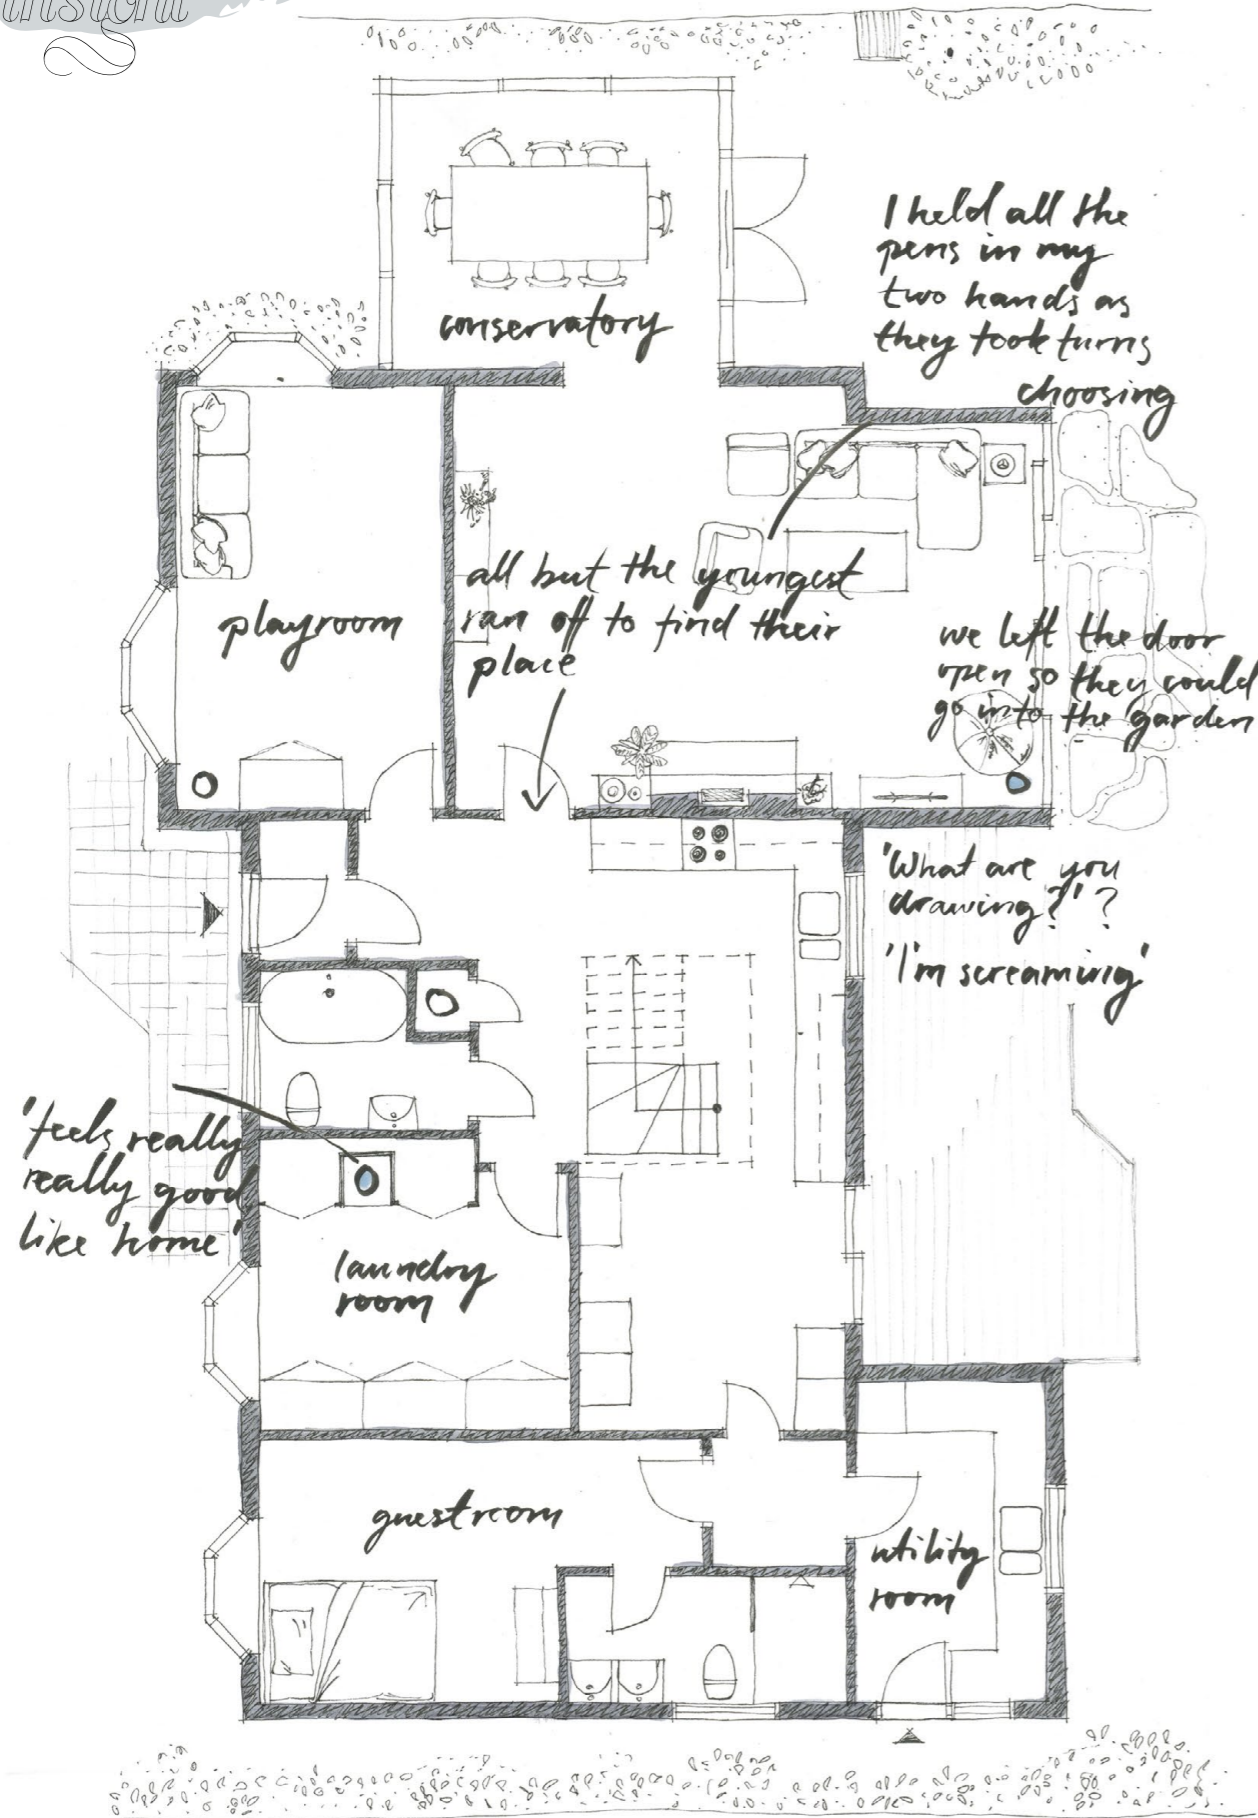 insight
conservatory
I held all the
pens in my
two hands as
they took turns
choosing
playroom
all but the youngest
ran off to find their
place
we left the door
open so they could
go into the garden
'What are you
drawing?'?
'I'm screaming'
'feels really
really good
like home'
laundry
room
guestroom
utility
room